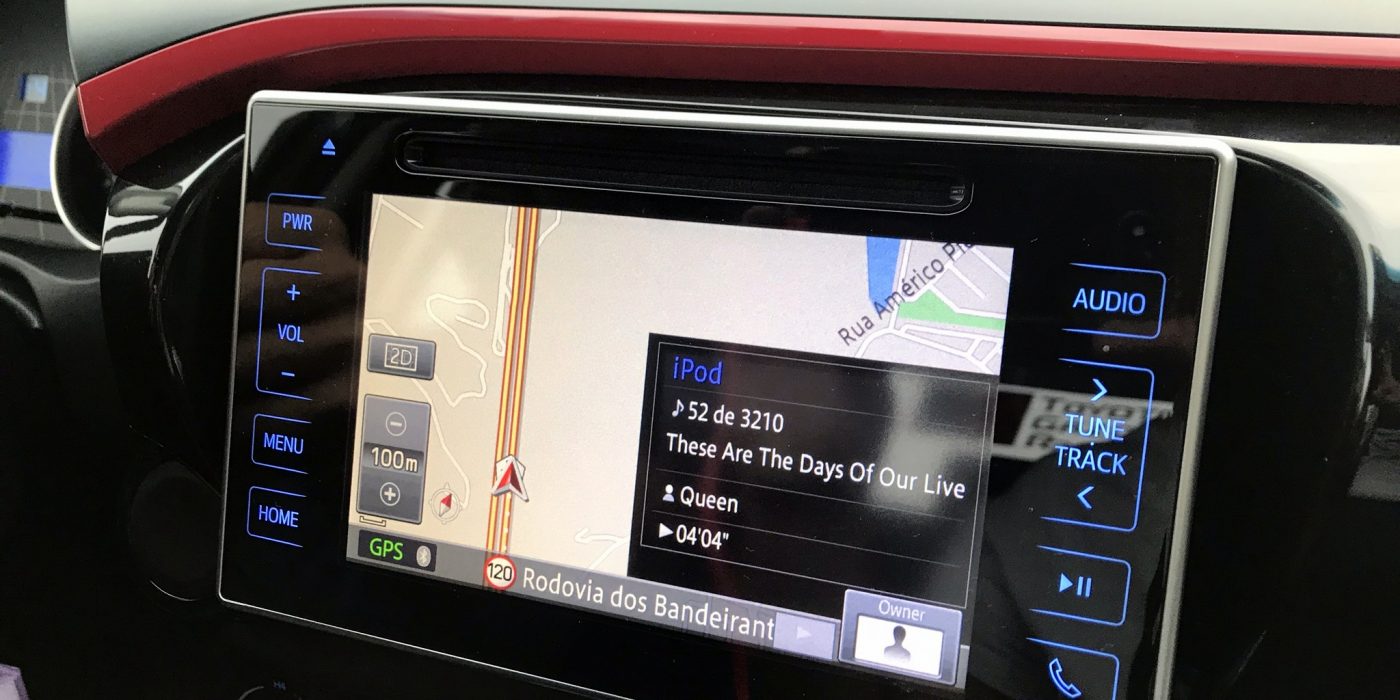 PWR
+
VOL
-
MENU
HOME
2D
100m
GPS
Rua Américo
iPod
52 de 3210
These Are The Days Of Our Live
Queen
04'04"
120
Rodovia dos Bandeirant
Owner
AUDIO
TUNE
TRACK